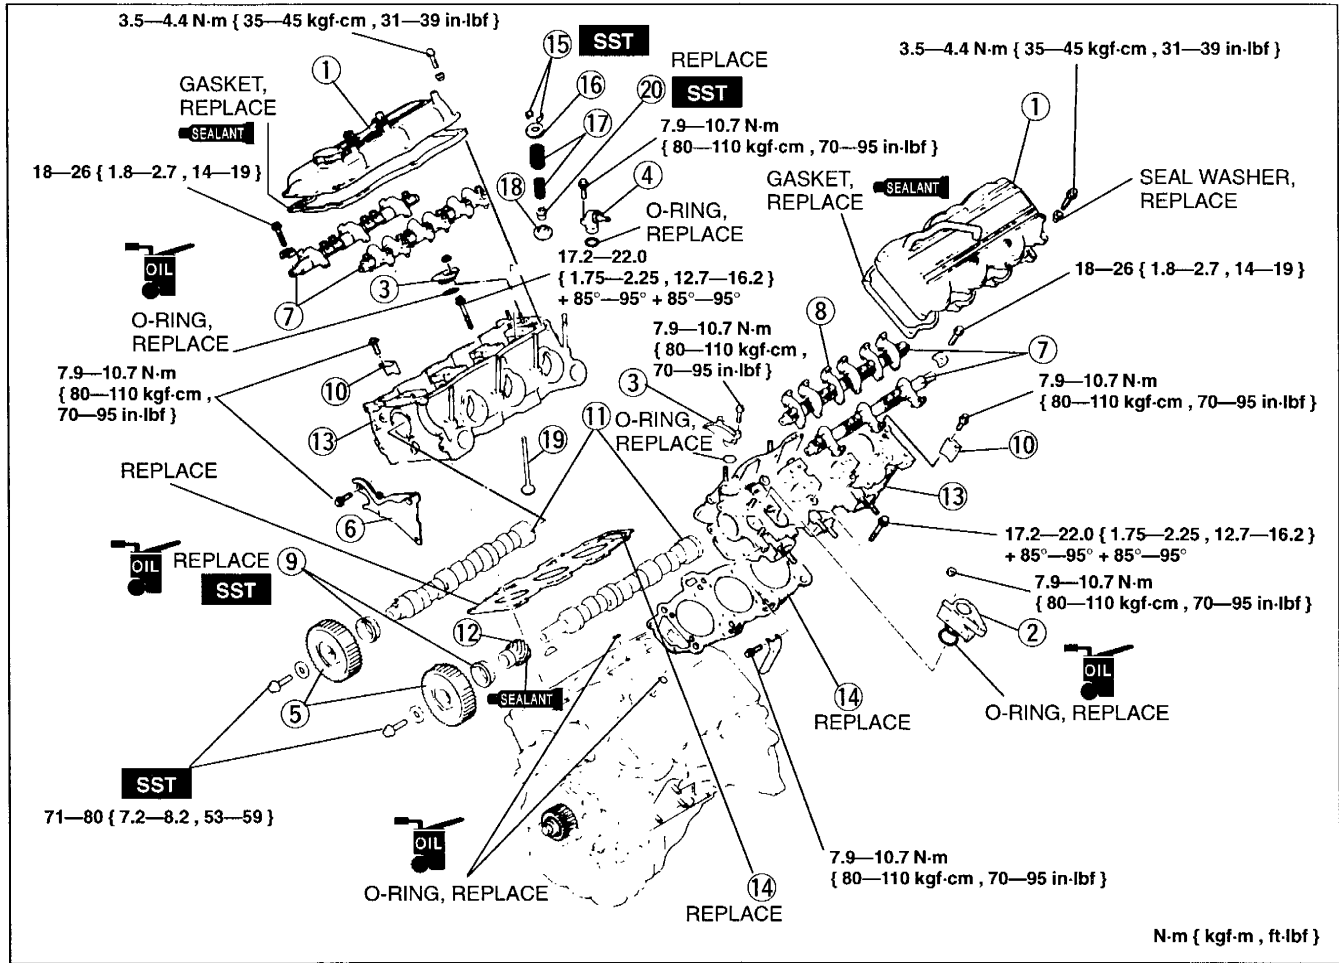 3.5—4.4 N·m { 35—45 kgf·cm , 31—39 in·lbf }
15
SST
3.5—4.4 N·m { 35—45 kgf·cm , 31—39 in·lbf }
1
REPLACE
16
20
SST
GASKET,
REPLACE
SEALANT
1
17
7.9—10.7 N·m
{ 80—110 kgf·cm , 70—95 in·lbf }
18—26 { 1.8—2.7 , 14—19 }
18
4
GASKET,
REPLACE
SEALANT
SEAL WASHER,
REPLACE
O-RING,
REPLACE
OIL
3
17.2—22.0
{ 1.75—2.25 , 12.7—16.2 }
+ 85°—95° + 85°—95°
18—26 { 1.8—2.7 , 14—19 }
7
O-RING,
REPLACE
8
7
7.9—10.7 N·m
{ 80—110 kgf·cm ,
70—95 in·lbf }
7.9—10.7 N·m
{ 80—110 kgf·cm ,
70—95 in·lbf }
10
3
7.9—10.7 N·m
{ 80—110 kgf·cm , 70—95 in·lbf }
13
11
O-RING,
REPLACE
10
REPLACE
19
13
6
17.2—22.0 { 1.75—2.25 , 12.7—16.2 }
+ 85°—95° + 85°—95°
OIL
REPLACE
SST
9
7.9—10.7 N·m
{ 80—110 kgf·cm , 70—95 in·lbf }
12
2
OIL
5
SEALANT
14
REPLACE
O-RING, REPLACE
SST
71—80 { 7.2—8.2 , 53—59 }
OIL
O-RING, REPLACE
14
REPLACE
7.9—10.7 N·m
{ 80—110 kgf·cm , 70—95 in·lbf }
N·m { kgf·m , ft·lbf }